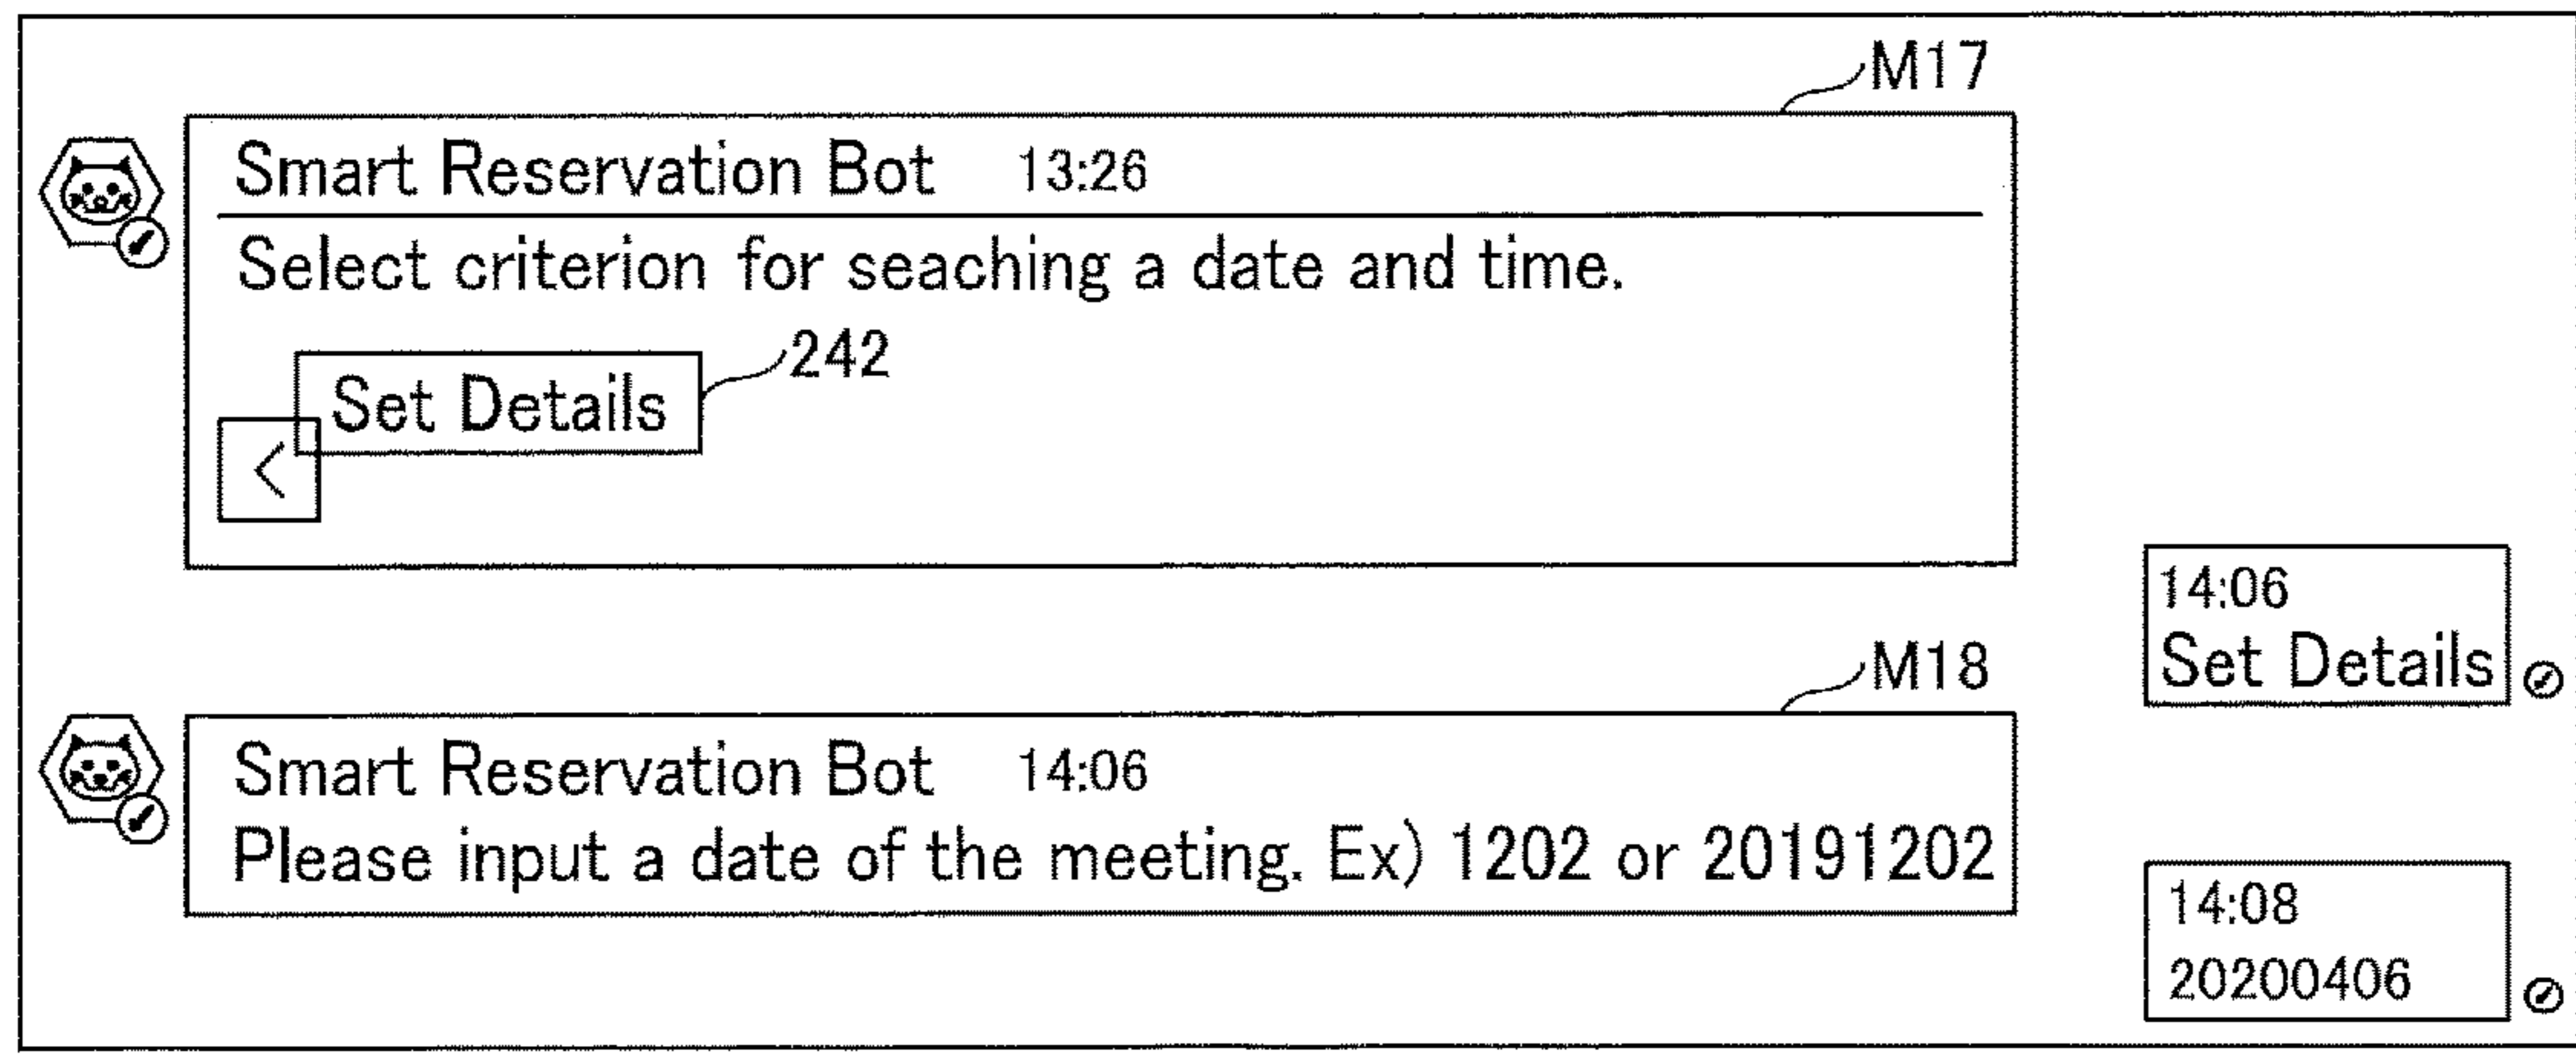 M17
Smart Reservation Bot 13:26
Select criterion for seaching a date and time.
242
Set Details
<
14:06
Set Details
M18
Smart Reservation Bot 14:06
Please input a date of the meeting. Ex) 1202 or 20191202
14:08
20200406